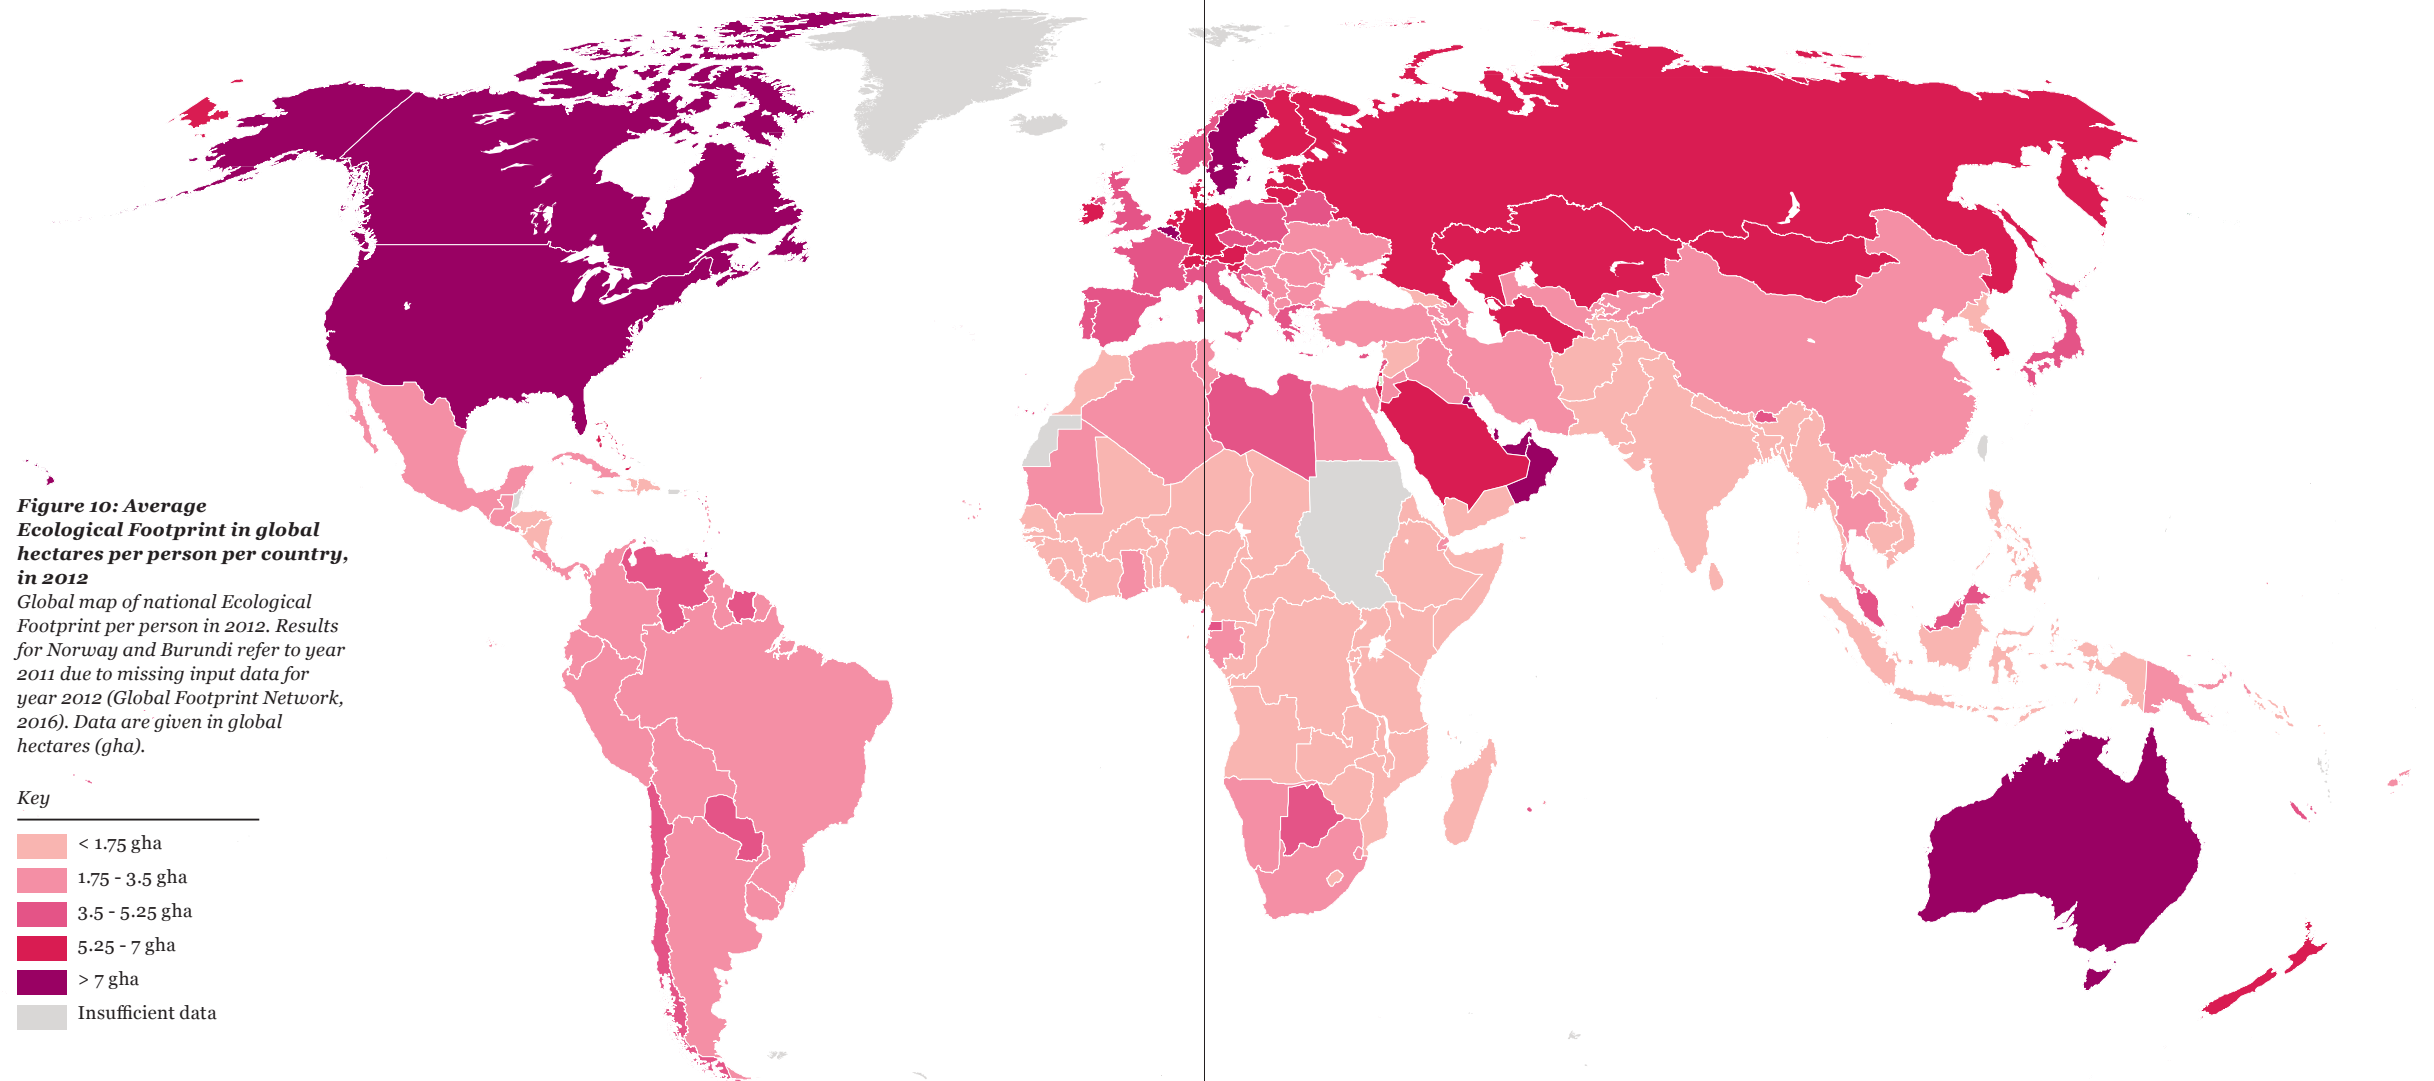 Figure 10: Average
Ecological Footprint in global
hectares per person per country,
in 2012
Global map of national Ecological
Footprint per person in 2012. Results
for Norway and Burundi refer to year
2011 due to missing input data for
year 2012 (Global Footprint Network,
2016). Data are given in global
hectares (gha).
Key
< 1.75 gha
1.75 - 3.5 gha
3.5 - 5.25 gha
5.25 - 7 gha
> 7 gha
Insufficient data